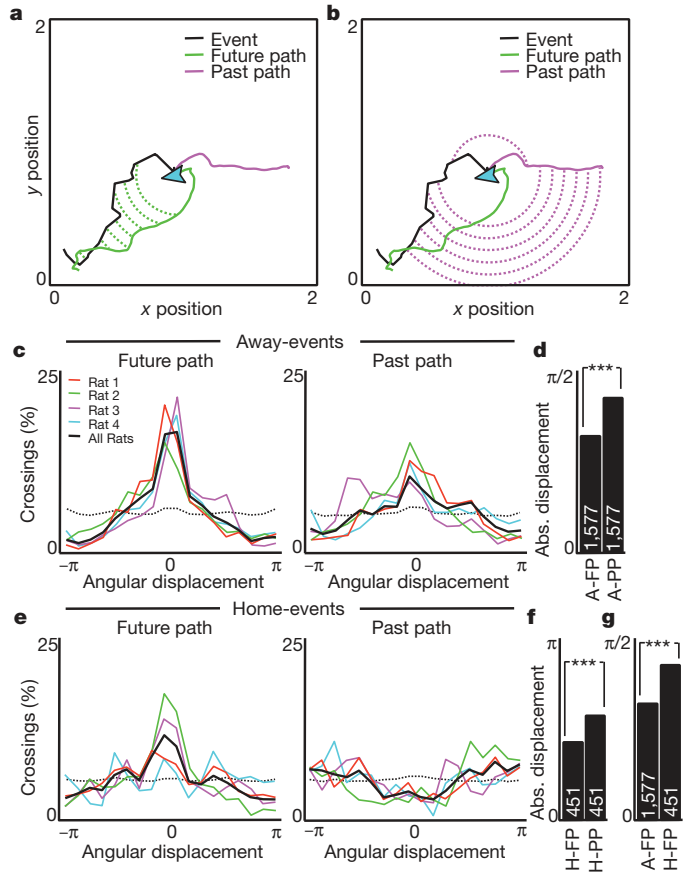 a
2
Event
Future path
Past path
y position
0
0
2
x position
b
2
Event
Future path
Past path
y position
0
0
2
x position
Away-events
c
Future path
25
Rat 1
Rat 2
Rat 3
Rat 4
All Rats
Crossings (%)
0
−π
0
π
Angular displacement
Past path
25
0
−π
0
π
Angular displacement
d
π/2
***
Abs. displacement
0
1,577
1,577
A-FP
A-PP
Home-events
e
Future path
25
Crossings (%)
0
−π
0
π
Angular displacement
Past path
25
0
−π
0
π
Angular displacement
f
π
***
Abs. displacement
0
451
451
H-FP
H-PP
g
π/2
***
0
1,577
451
A-FP
H-FP